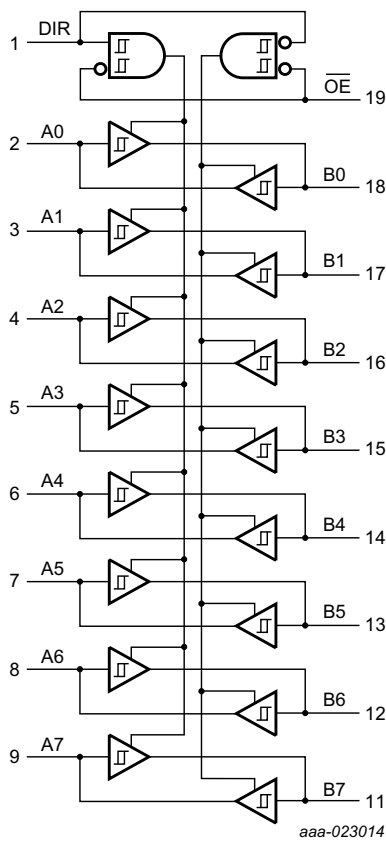 1 DIR
OE 19
2 A0
B0 18
3 A1
B1 17
4 A2
B2 16
5 A3
B3 15
6 A4
B4 14
7 A5
B5 13
8 A6
B6 12
9 A7
B7 11
aaa-023014